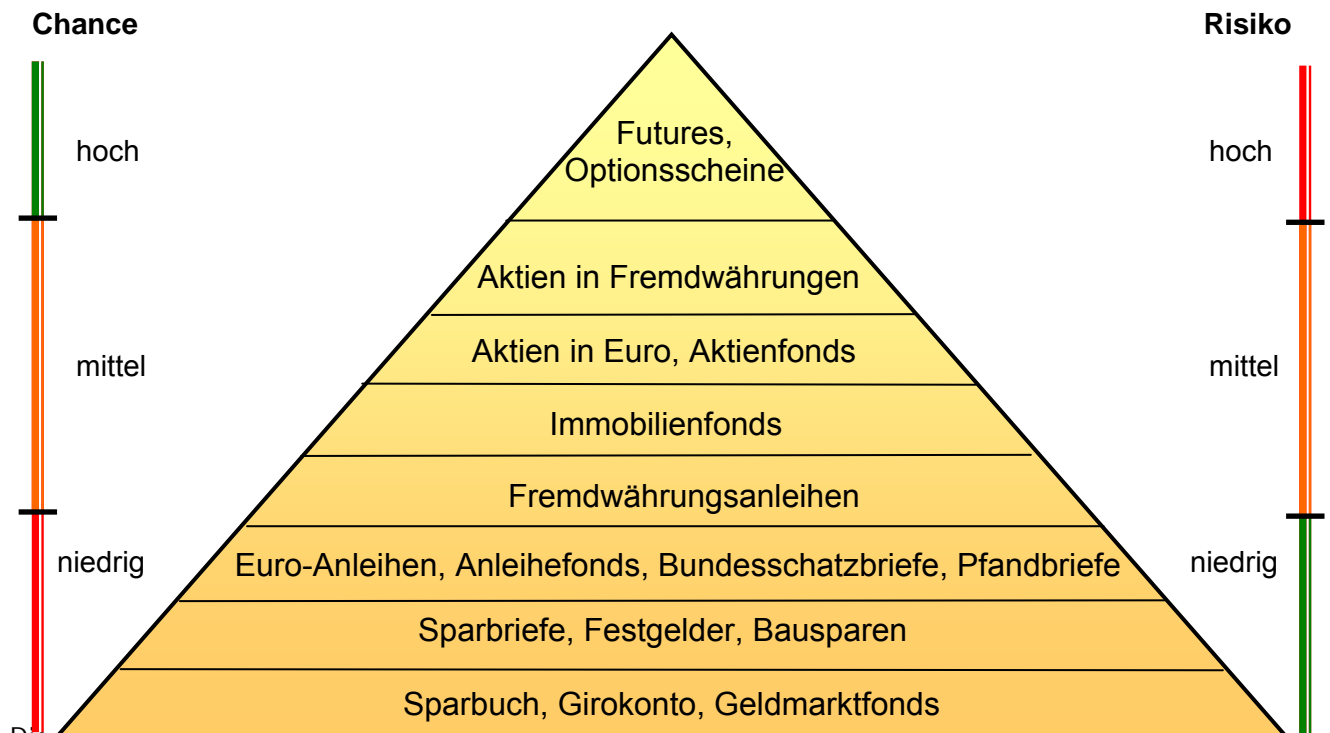 Chance
Risiko
hoch
Futures,
Optionsscheine
hoch
Aktien in Fremdwährungen
mittel
Aktien in Euro, Aktienfonds
mittel
Immobilienfonds
Fremdwährungsanleihen
niedrig
Euro-Anleihen, Anleihefonds, Bundesschatzbriefe, Pfandbriefe
niedrig
Sparbriefe, Festgelder, Bausparen
Sparbuch, Girokonto, Geldmarktfonds